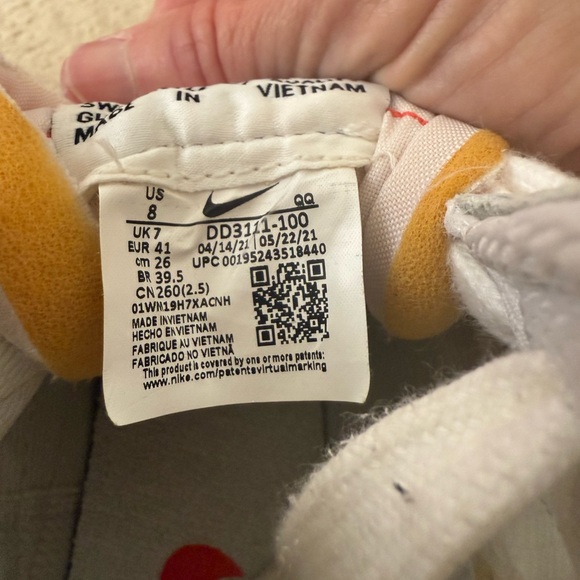 IN
VIETNAM
US QQ
8 DD3111-100
UK 7 04/14/21 05/22/21
EUR 41 UPC 00195243518440
cm 26
BR 39.5
CN 260(2.5)
01WM19H7XACNH
MADE IN VIETNAM
HECHO EN VIETNAM
FABRIQUE AU VIETNAM
FABRICADO NO VIETNÃ
This product is covered by one or more patents:
www.nike.com/patentsvirtualmarking